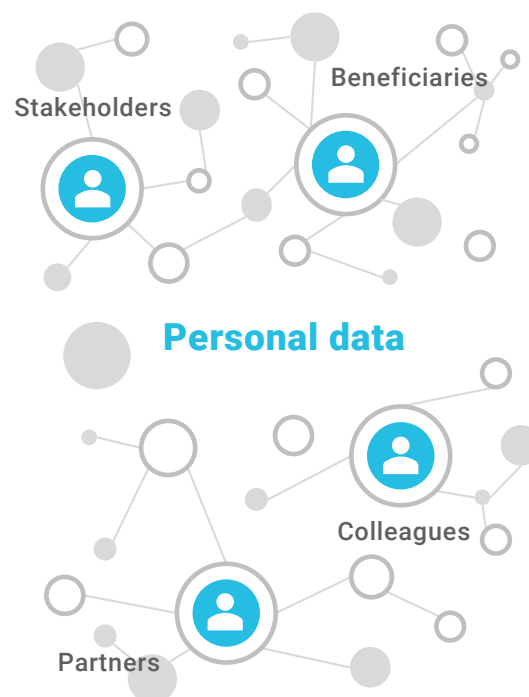 Beneficiaries
Stakeholders
Personal data
Colleagues
Partners